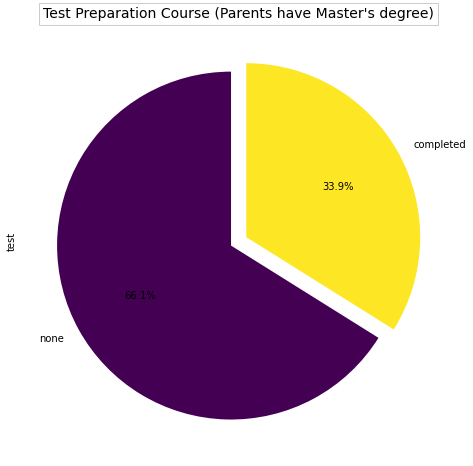 Test Preparation Course (Parents have Master's degree)
completed
33.9%
test
66.1%
none